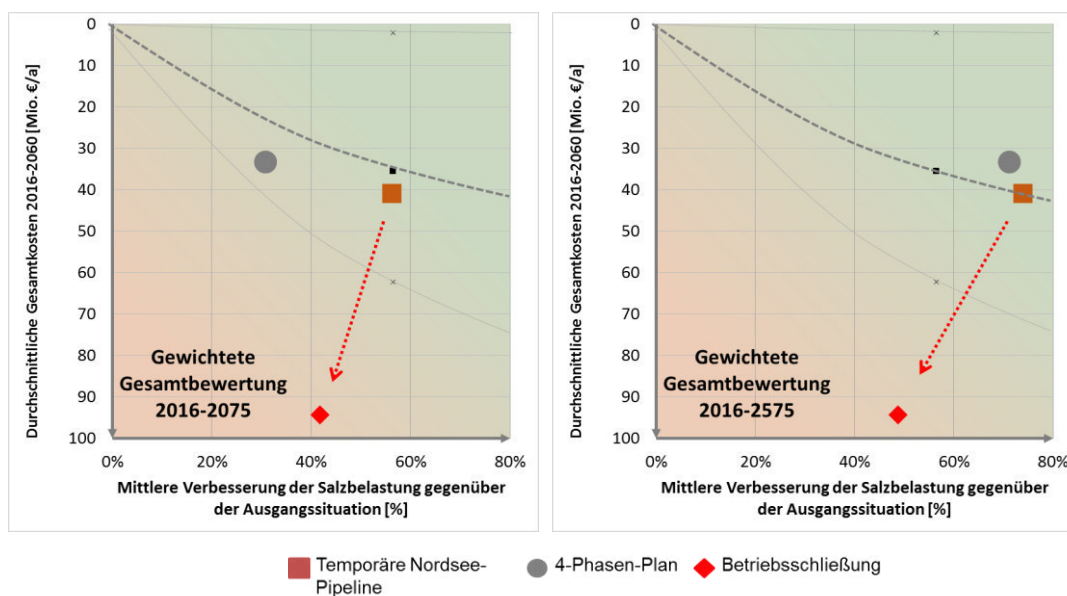 Durchschnittliche Gesamtkosten 2016-2060 [Mio. €/a]
0
10
20
30
40
50
60
70
80
90
100
Gewichtete
Gesamtbewertung
2016-2075
0% 20% 40% 60% 80%
Mittlere Verbesserung der Salzbelastung gegenüber
der Ausgangssituation [%]
Durchschnittliche Gesamtkosten 2016-2060 [Mio. €/a]
0
10
20
30
40
50
60
70
80
90
100
Gewichtete
Gesamtbewertung
2016-2575
0% 20% 40% 60% 80%
Mittlere Verbesserung der Salzbelastung gegenüber
der Ausgangssituation [%]
Temporäre Nordsee-
Pipeline
4-Phasen-Plan
Betriebsschließung